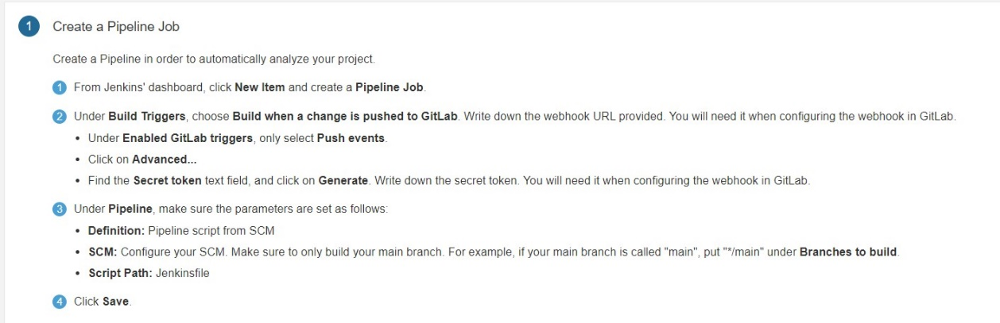 1 Create a Pipeline Job
Create a Pipeline in order to automatically analyze your project.
1 From Jenkins' dashboard, click New Item and create a Pipeline Job.
2 Under Build Triggers, choose Build when a change is pushed to GitLab. Write down the webhook URL provided. You will need it when configuring the webhook in GitLab.
• Under Enabled GitLab triggers, only select Push events.
• Click on Advanced...
• Find the Secret token text field, and click on Generate. Write down the secret token. You will need it when configuring the webhook in GitLab.
3 Under Pipeline, make sure the parameters are set as follows:
• Definition: Pipeline script from SCM
• SCM: Configure your SCM. Make sure to only build your main branch. For example, if your main branch is called "main", put "*/main" under Branches to build.
• Script Path: Jenkinsfile
4 Click Save.